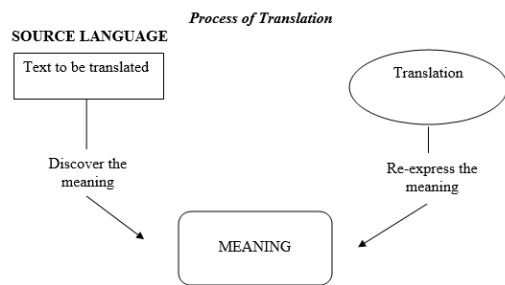 Process of Translation
SOURCE LANGUAGE
Text to be translated
Translation
Discover the
meaning
Re-express the
meaning
MEANING